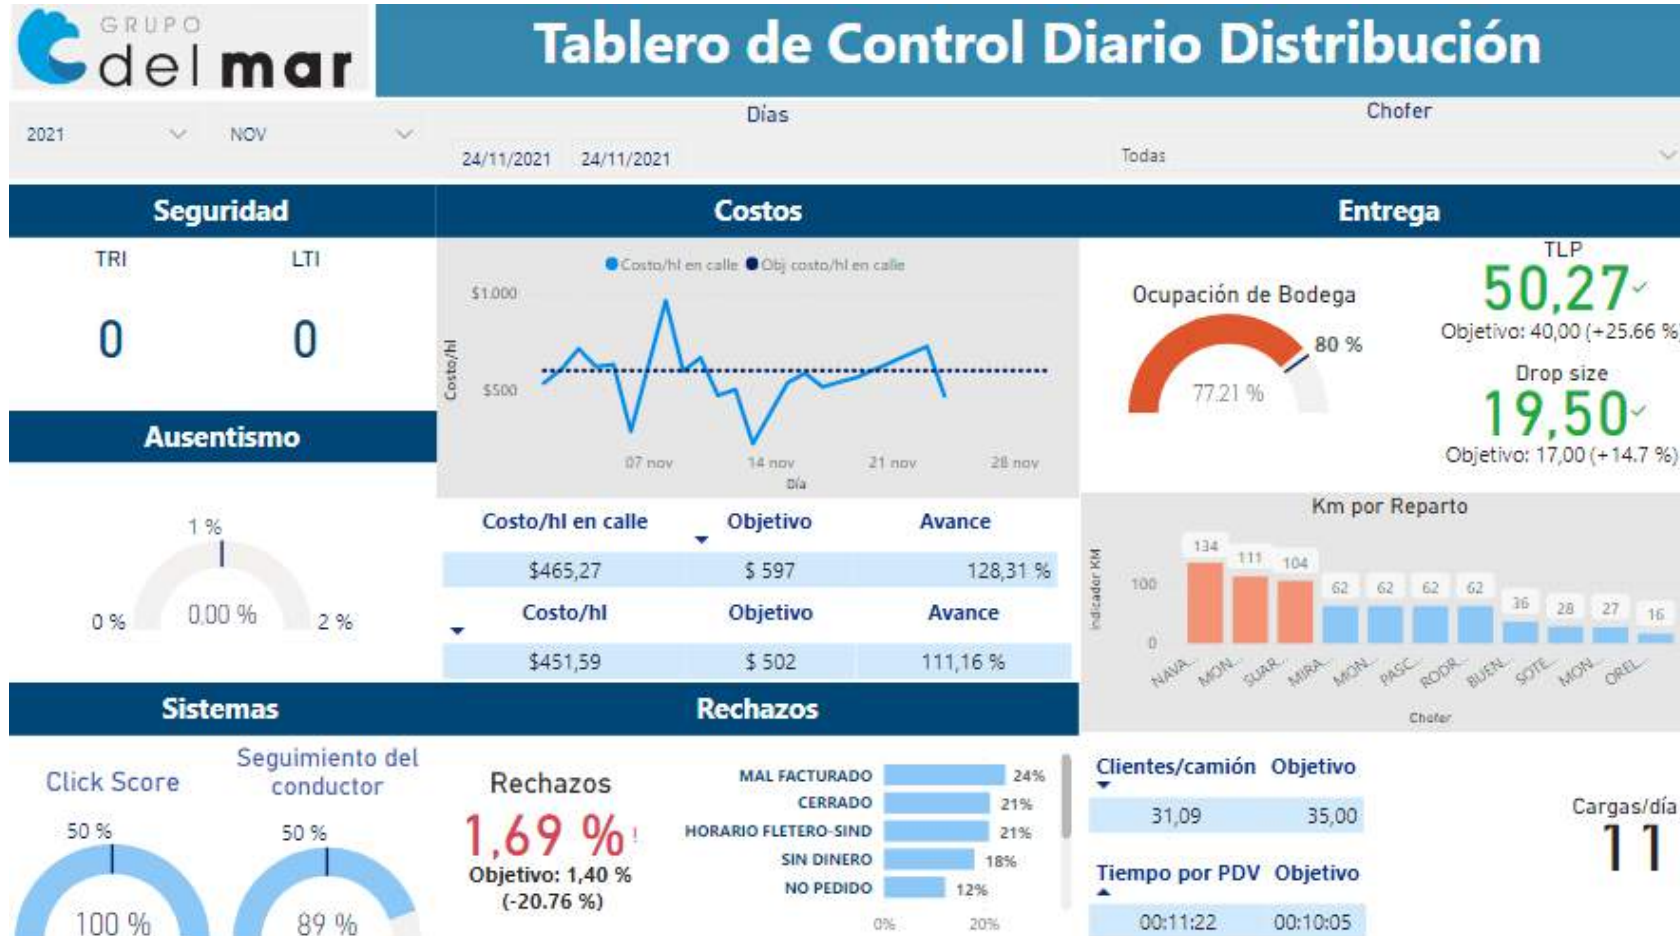 GRUPO
del mar
Tablero de Control Diario Distribución
2021
NOV
Días
24/11/2021 24/11/2021
Chofer
Todas
Seguridad
TRI LTI
0 0
Ausentismo
1 %
0 % 0,00 % 2 %
Costos
Costo/hl en calle Obj costo/hl en calle
$1.000
$500
Costo/hl
07 nov 14 nov 21 nov 28 nov
Día
Costo/hl en calle Objetivo Avance
$465,27 $ 597 128,31 %
Costo/hl Objetivo Avance
$451,59 $ 502 111,16 %
Entrega
Ocupación de Bodega
80 %
77.21 %
TLP
50,27
Objetivo: 40,00 (+25.66 %)
Drop size
19,50
Objetivo: 17,00 (+14.7 %)
Km por Reparto
Indicador KM
100
0
134 111 104 62 62 62 62 36 28 27 16
NAVA... MON... SUAR... MIRA... MON... PASC... RODR... BUEN... SOTE... MON... OREL...
Chofer
Sistemas
Click Score
50 %
100 %
Seguimiento del
conductor
50 %
89 %
Rechazos
Rechazos
1,69 %!
Objetivo: 1,40 %
(-20.76 %)
MAL FACTURADO 24%
CERRADO 21%
HORARIO FLETERO-SIND 21%
SIN DINERO 18%
NO PEDIDO 12%
0% 20%
Clientes/camión Objetivo
31,09 35,00
Tiempo por PDV Objetivo
00:11:22 00:10:05
Cargas/día
11